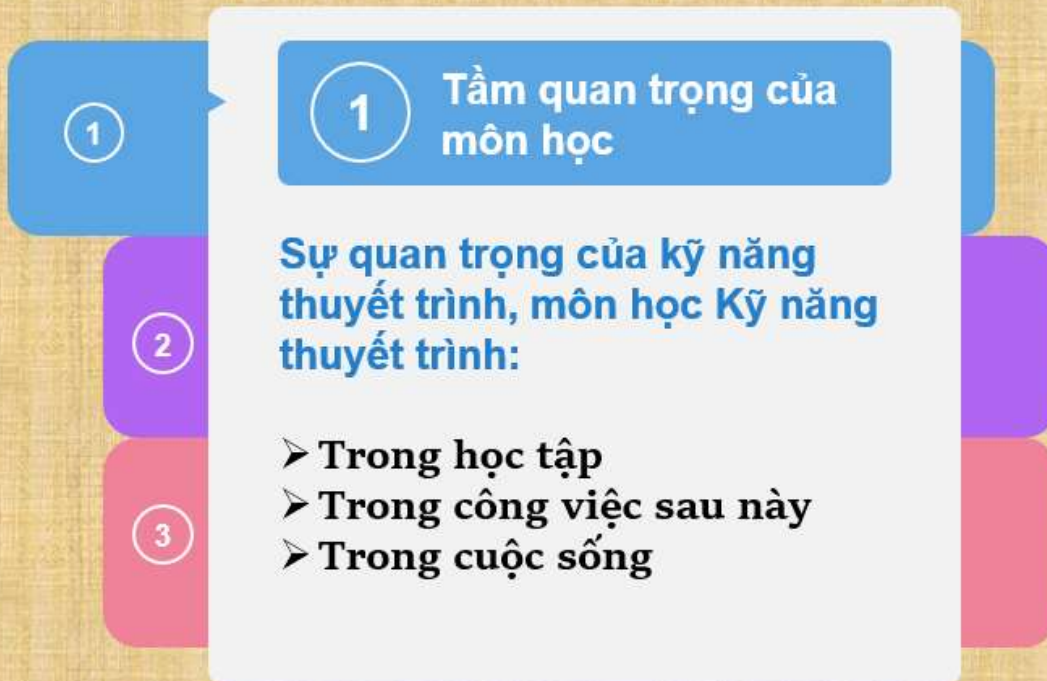 1
1
Tầm quan trọng của
môn học
Sự quan trọng của kỹ năng
thuyết trình, môn học Kỹ năng
thuyết trình:
2
➢ Trong học tập
➢ Trong công việc sau này
➢ Trong cuộc sống
3